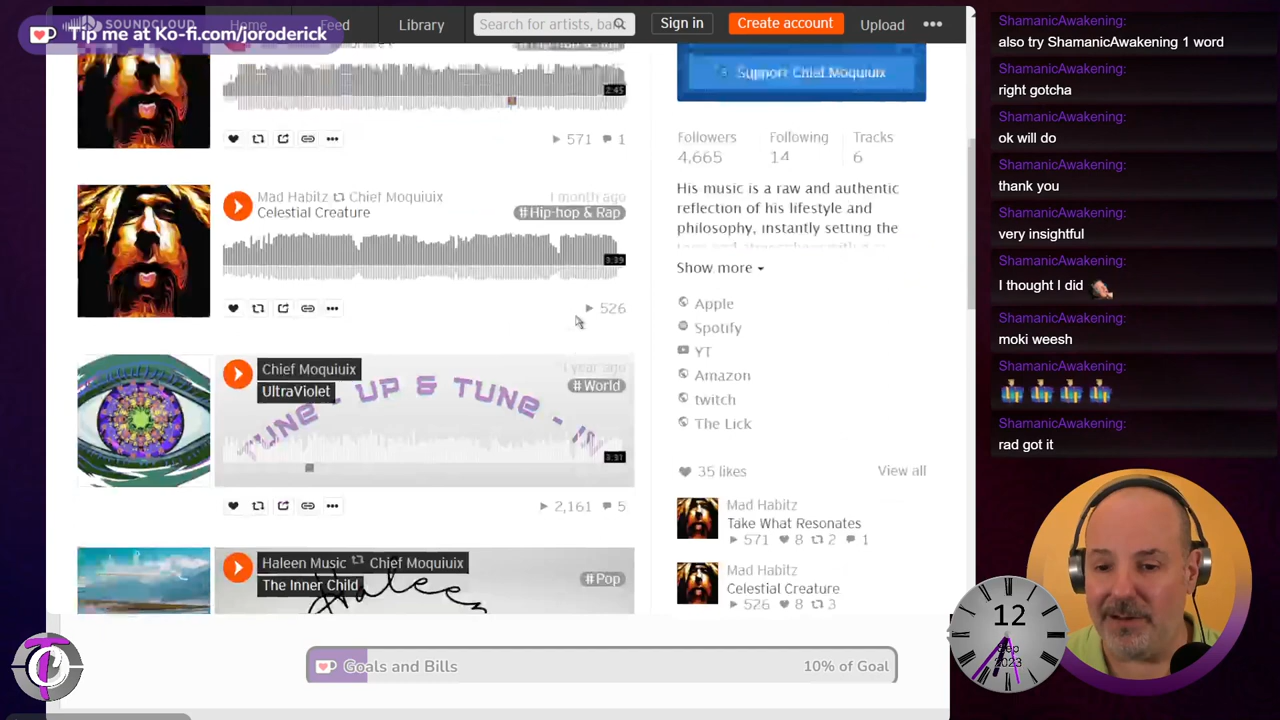 SOUNDCLOUD
Home
Feed
Library
Search for artists, ba
Sign in
Create account
Upload
Tip me at Ko-fi.com/joroderick
2:45
571
1
Mad Habitz Chief Moquiuix
Celestial Creature
1 month ago
#Hip-hop & Rap
3:39
526
Chief Moquiuix
UltraViolet
1 year ago
#World
TUNE - UP & TUNE - IN
3:31
2,161
5
Haleen Music Chief Moquiuix
The Inner Child
#Pop
Haleen
Support Chief Moquiuix
Followers
4,665
Following
14
Tracks
6
His music is a raw and authentic
reflection of his lifestyle and
philosophy, instantly setting the
Show more
Apple
Spotify
YT
Amazon
twitch
The Lick
35 likes
View all
Mad Habitz
Take What Resonates
571 8 2 1
Mad Habitz
Celestial Creature
526 8 3
Goals and Bills
10% of Goal
ShamanicAwakening:
also try ShamanicAwakening 1 word
ShamanicAwakening:
right gotcha
ShamanicAwakening:
ok will do
ShamanicAwakening:
thank you
ShamanicAwakening:
very insightful
ShamanicAwakening:
I thought I did
ShamanicAwakening:
moki weesh
ShamanicAwakening:
ShamanicAwakening:
rad got it
12
Sep
2023